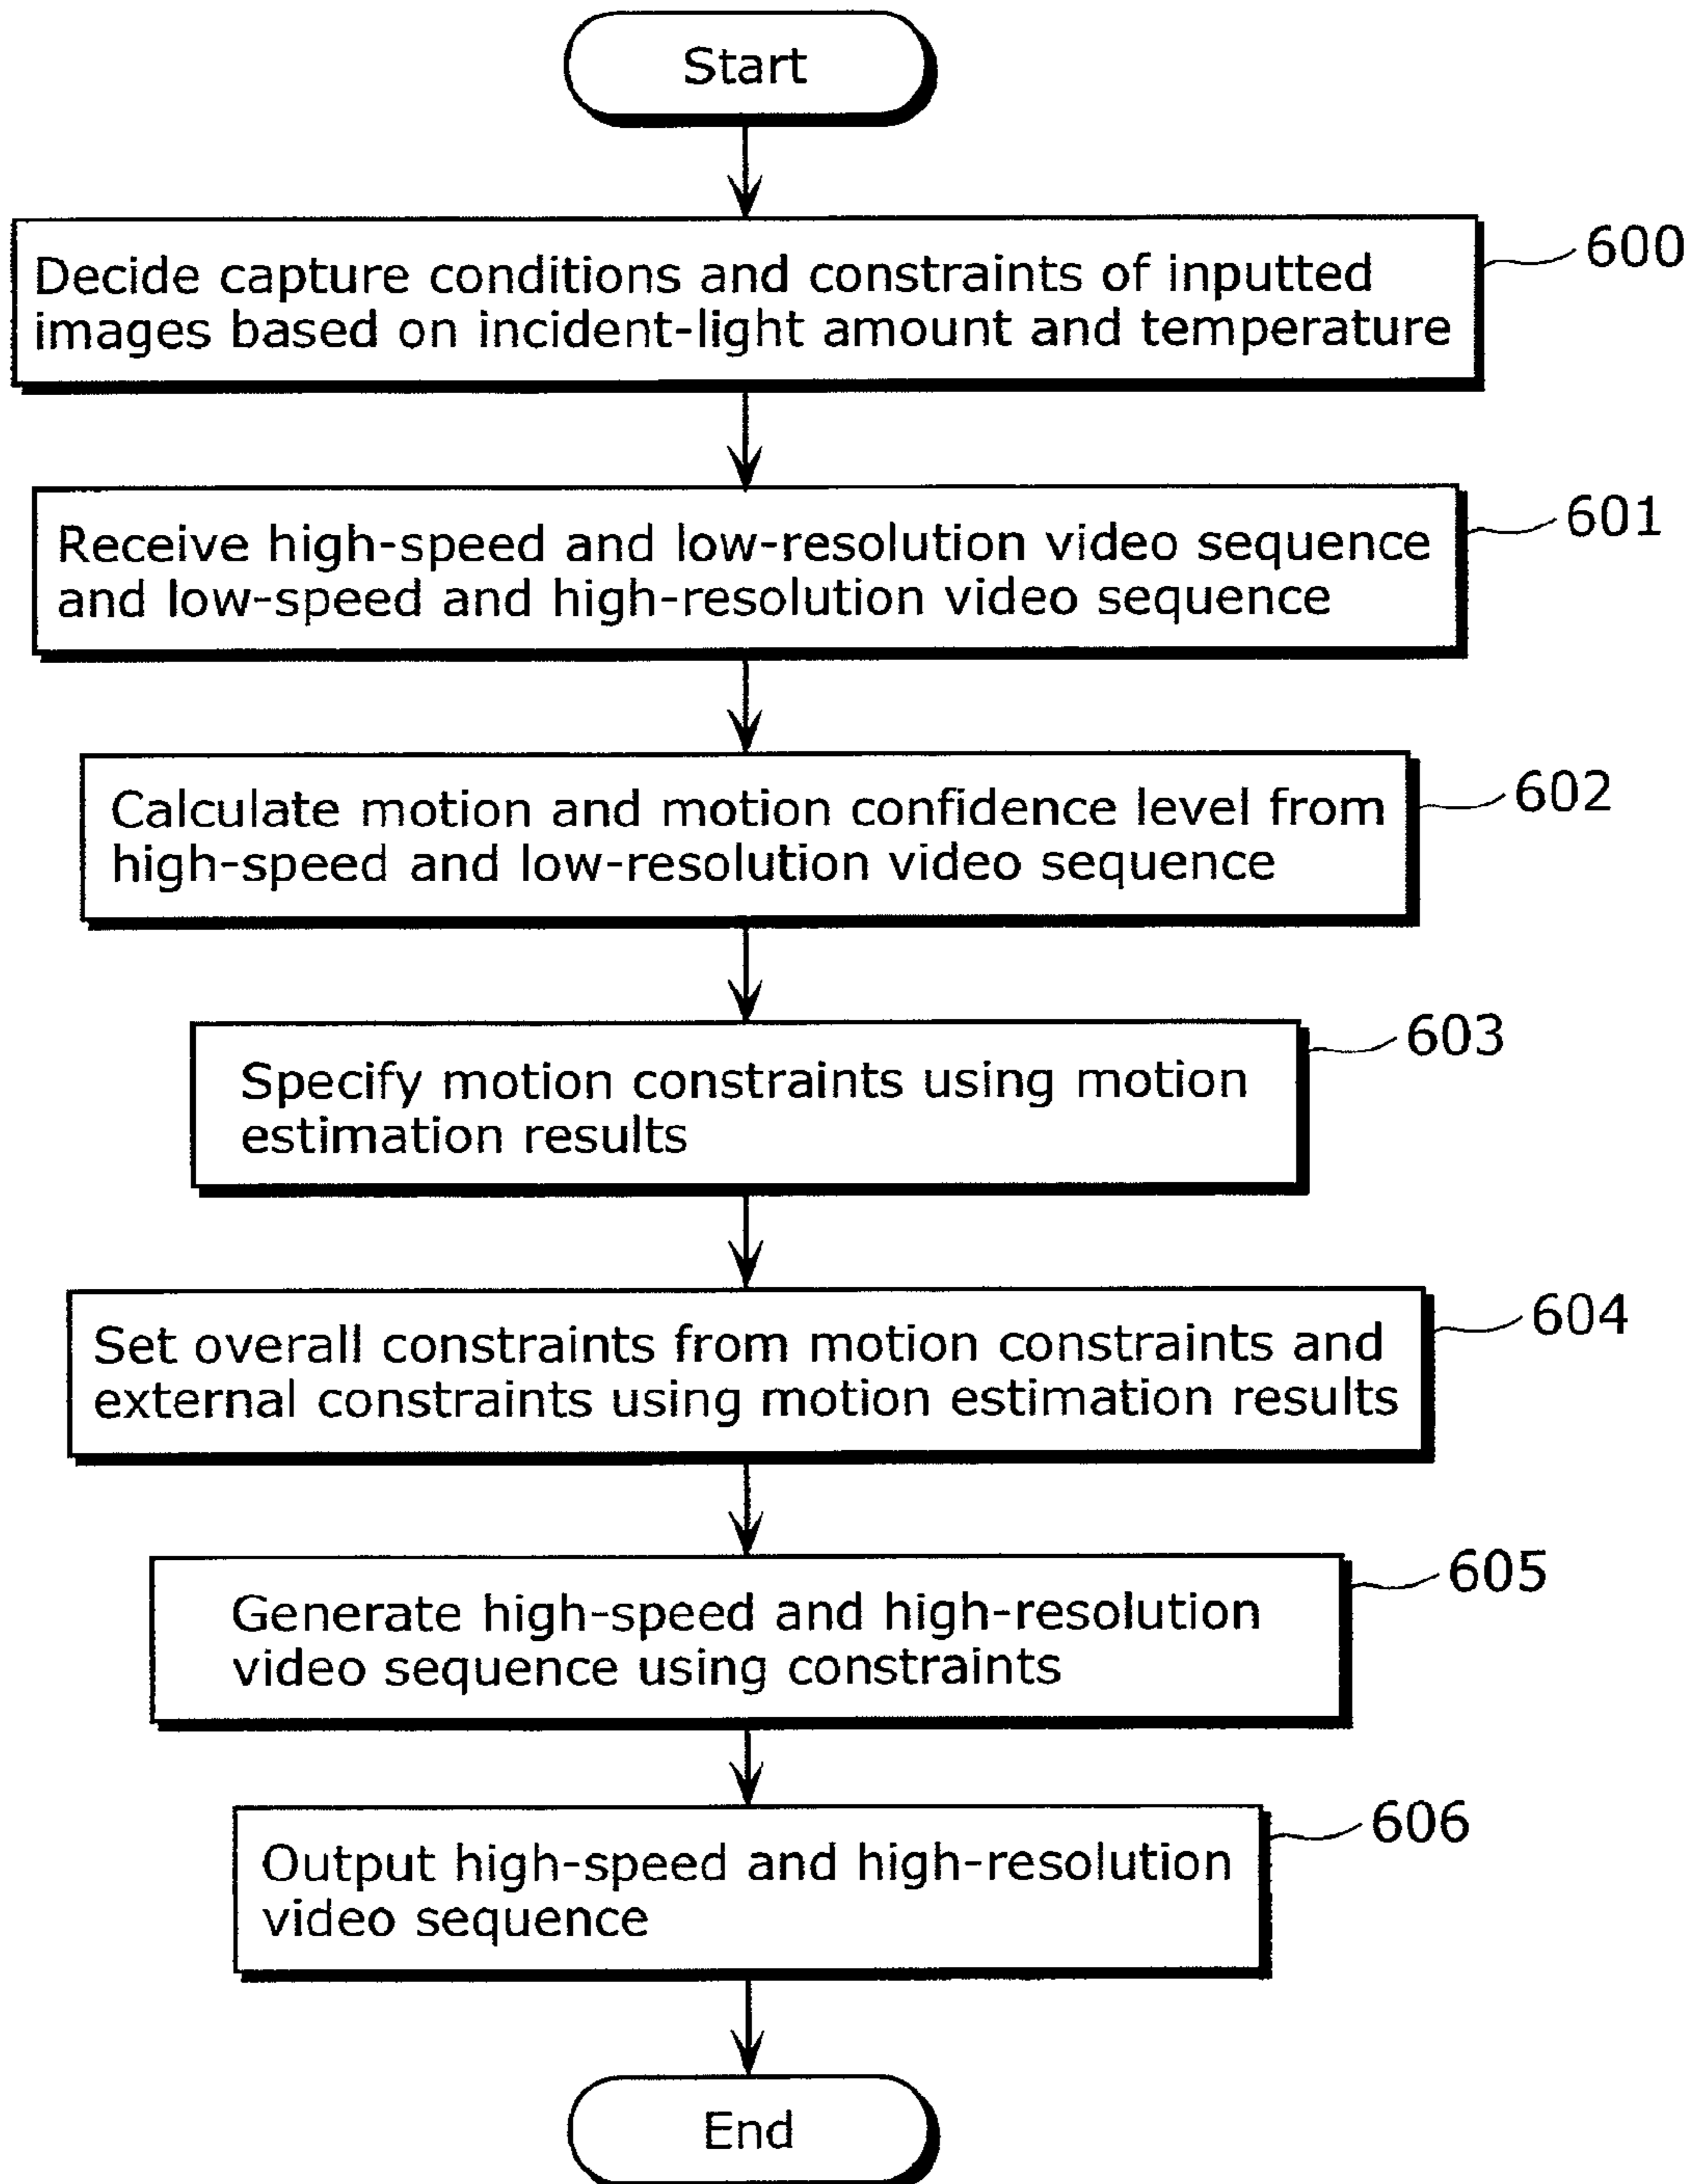 Start
Decide capture conditions and constraints of inputted
images based on incident-light amount and temperature
600
Receive high-speed and low-resolution video sequence
and low-speed and high-resolution video sequence
601
Calculate motion and motion confidence level from
high-speed and low-resolution video sequence
602
Specify motion constraints using motion
estimation results
603
Set overall constraints from motion constraints and
external constraints using motion estimation results
604
Generate high-speed and high-resolution
video sequence using constraints
605
Output high-speed and high-resolution
video sequence
606
End